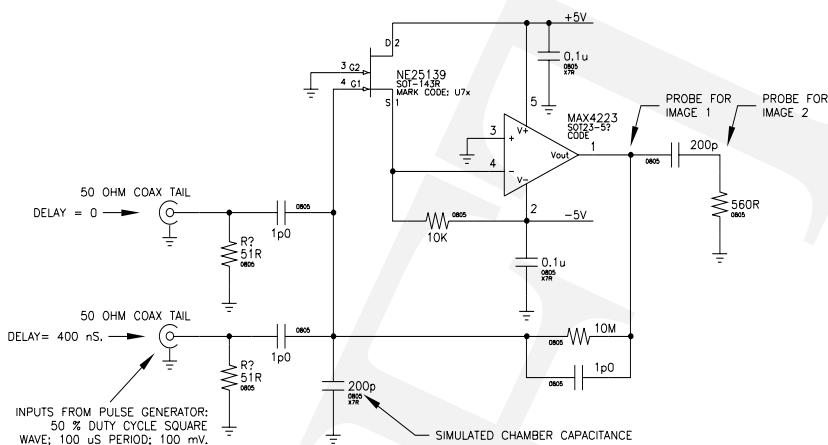 +5V
D 2
0.1u
0805
X7R
3 G2
4 G1
S 1
NE25139
SOT-143R
MARK CODE: U7x
5
V+
MAX4223
SOT23-5?
CODE
3
+
4
-
Vout
1
V-
2
-5V
PROBE FOR
IMAGE 1
PROBE FOR
IMAGE 2
200p
0805
560R
0805
50 OHM COAX TAIL
DELAY = 0
R?
51R
0805
0805
1p0
10K
0805
0.1u
0805
X7R
50 OHM COAX TAIL
DELAY= 400 nS.
R?
51R
0805
0805
1p0
10M
0805
1p0
0805
200p
0805
X7R
INPUTS FROM PULSE GENERATOR:
50 % DUTY CYCLE SQUARE
WAVE; 100 uS PERIOD; 100 mV.
SIMULATED CHAMBER CAPACITANCE